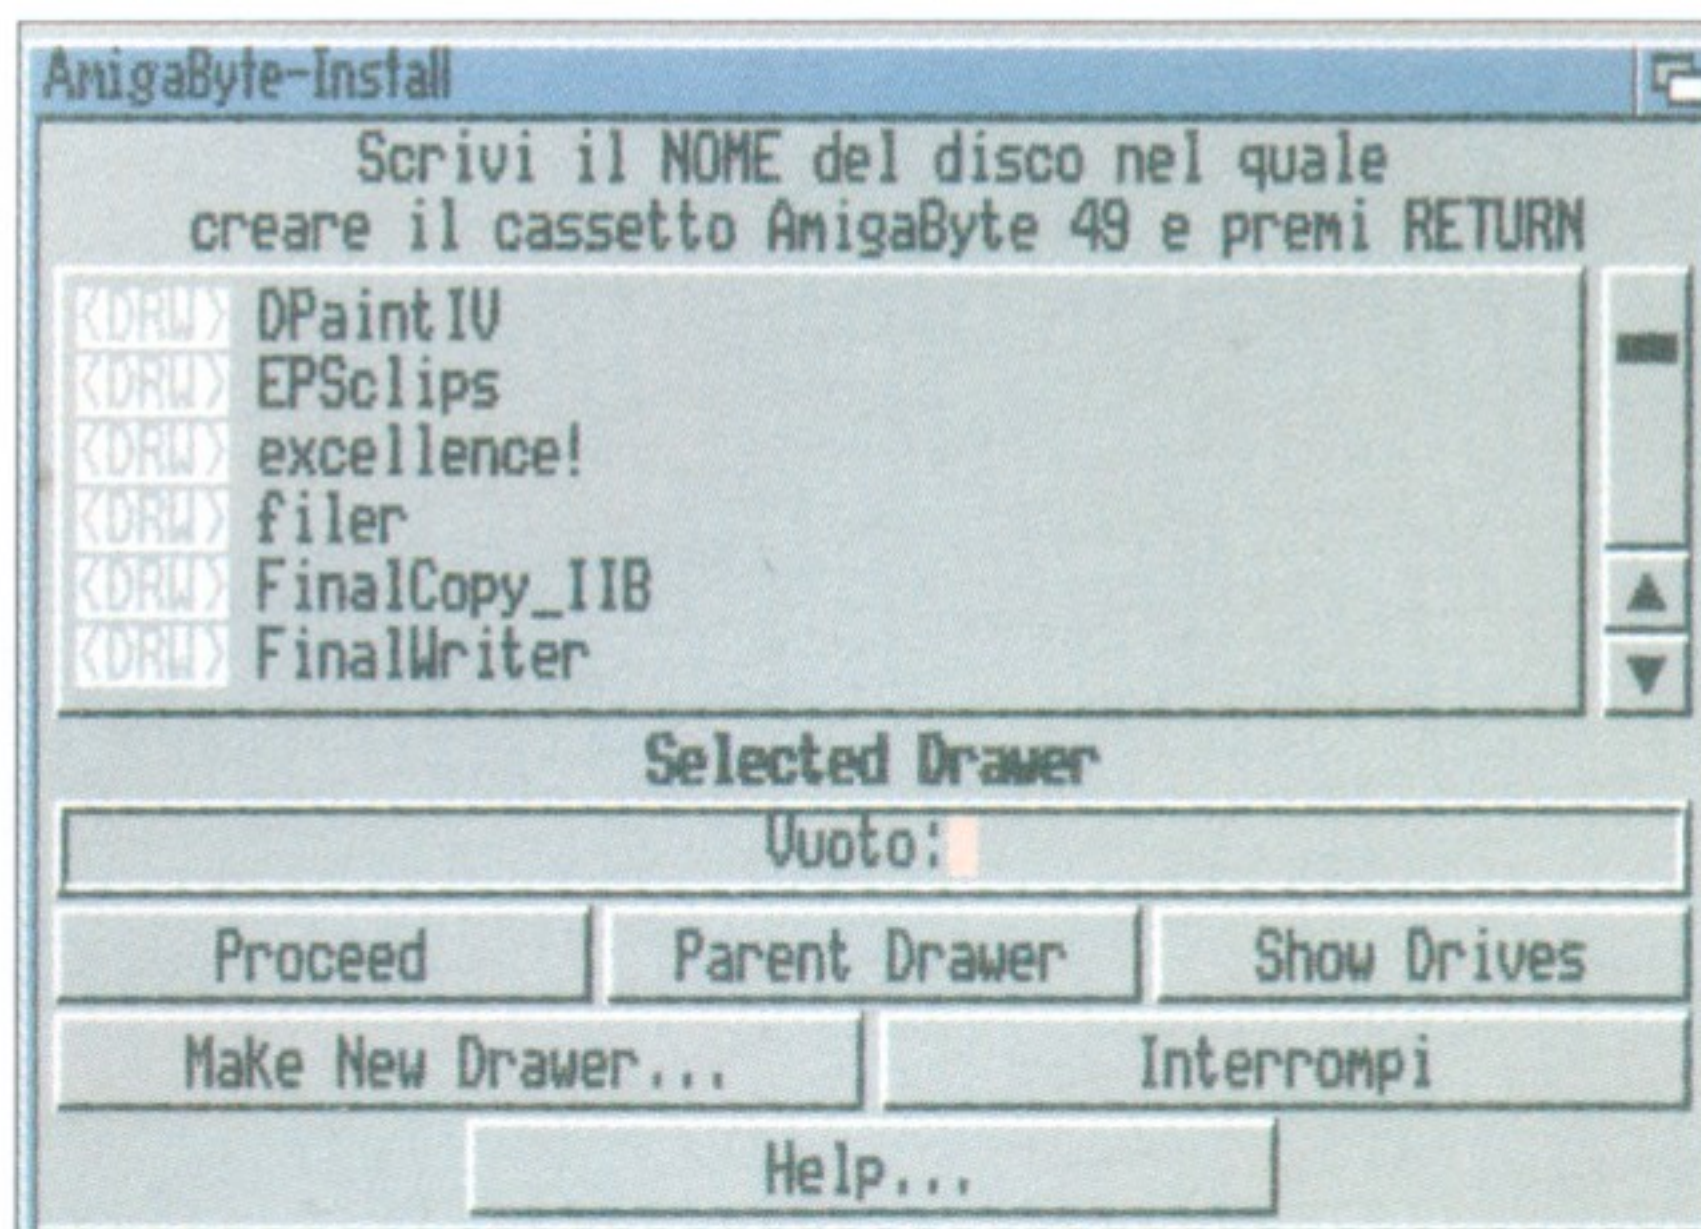 AmigaByte-Install
Scrivi il NOME del disco nel quale
creare il cassetto AmigaByte 49 e premi RETURN
<DRW> DPaintIV
<DRW> EPSclips
<DRW> excellence!
<DRW> filer
<DRW> FinalCopy_IIB
<DRW> FinalWriter
Selected Drawer
Vuoto:
Proceed Parent Drawer Show Drives
Make New Drawer... Interrompi
Help...